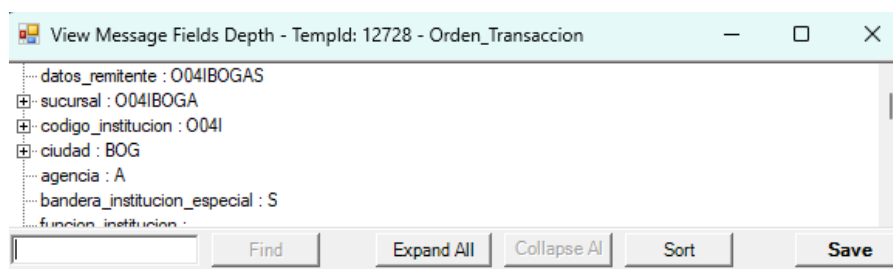 View Message Fields Depth - TempId: 12728 - Orden_Transaccion
datos_remitente : O04IBOGAS
sucursal : O04IBOGA
codigo_institucion : O04I
ciudad : BOG
agencia : A
bandera_institucion_especial : S
funcion_institucion :
Find Expand All Collapse Al Sort Save